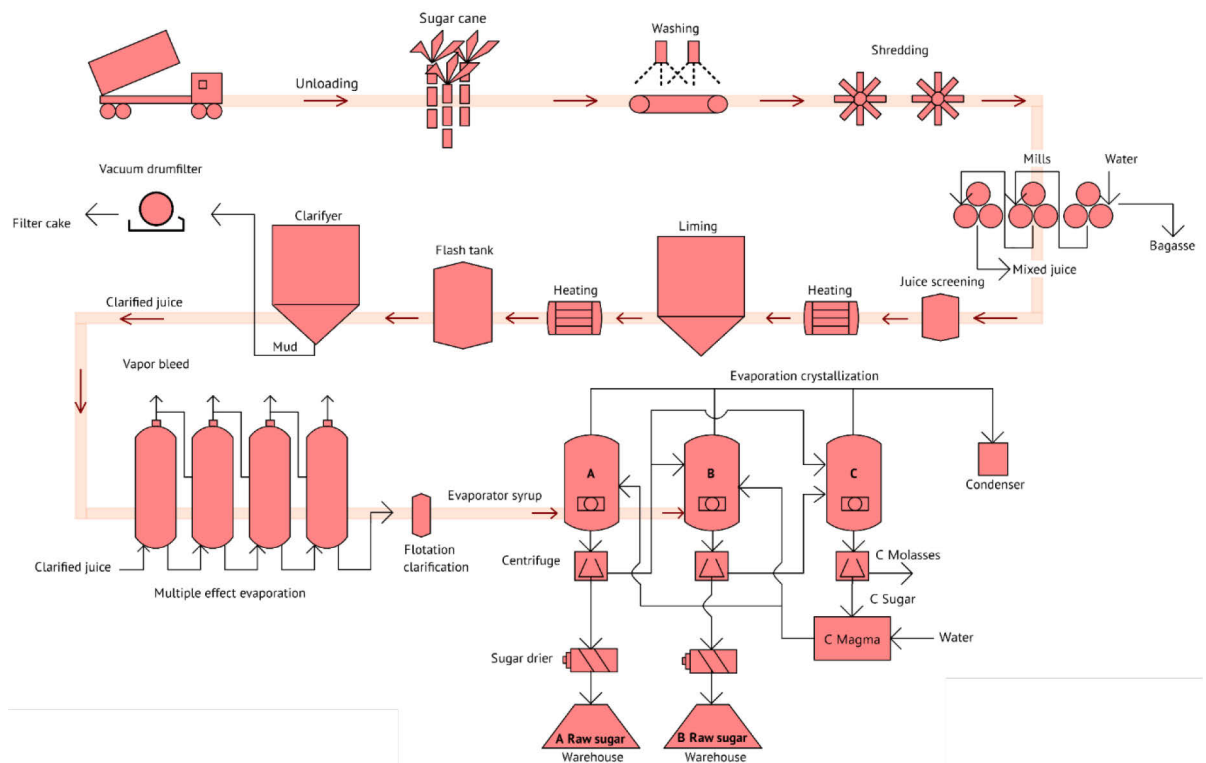 Sugar cane
Washing
Shredding
Unloading
Vacuum drumfilter
Mills
Water
Filter cake
Clarifyer
Liming
Bagasse
Flash tank
Mixed juice
Juice screening
Heating
Heating
Clarified juice
Mud
Vapor bleed
Evaporation crystallization
A
B
C
Condenser
Evaporator syrup
Flotation
clarification
Clarified juice
Multiple effect evaporation
Centrifuge
C Molasses
C Sugar
C Magma
Water
Sugar drier
A Raw sugar
B Raw sugar
Warehouse
Warehouse